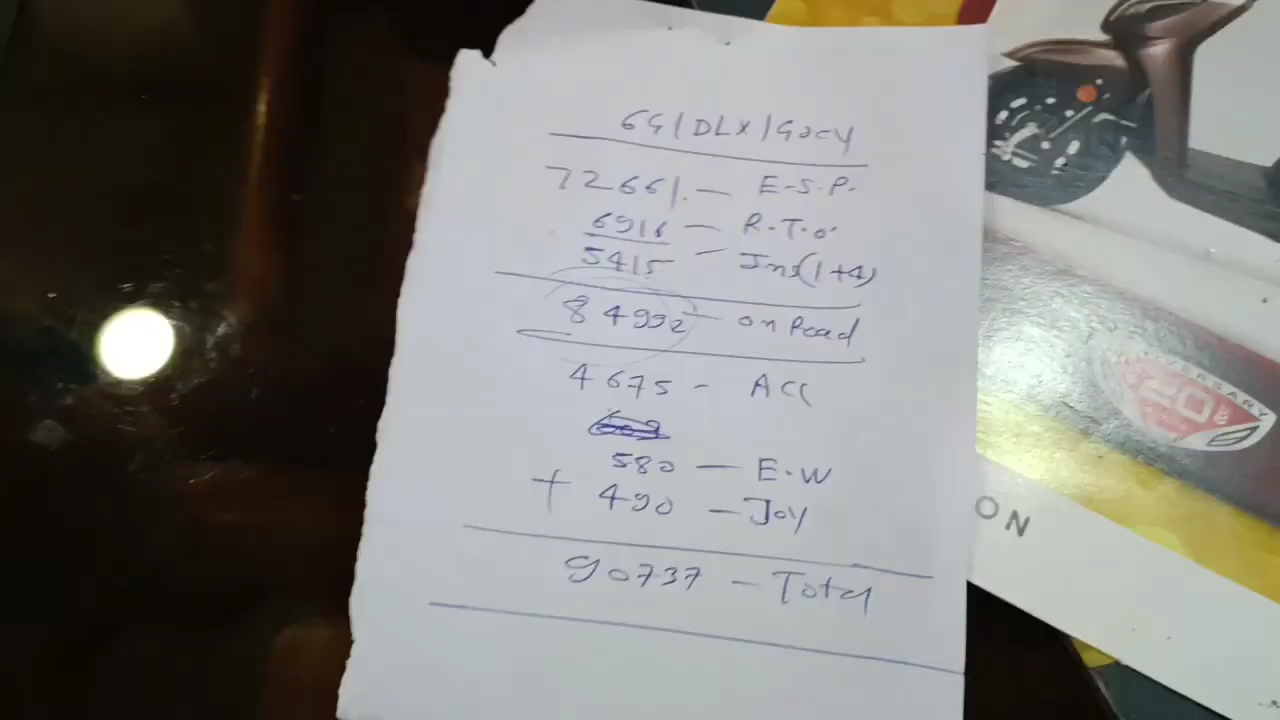 6G/DLX/Grey
72661.— E.S.P.
6916 — R.T.O.
5415 — Ins(1+4)
84992 — on Road
4675 - Acc
580 — E.W
+ 490 — Joy
90737 — Total
VERSARY
ON